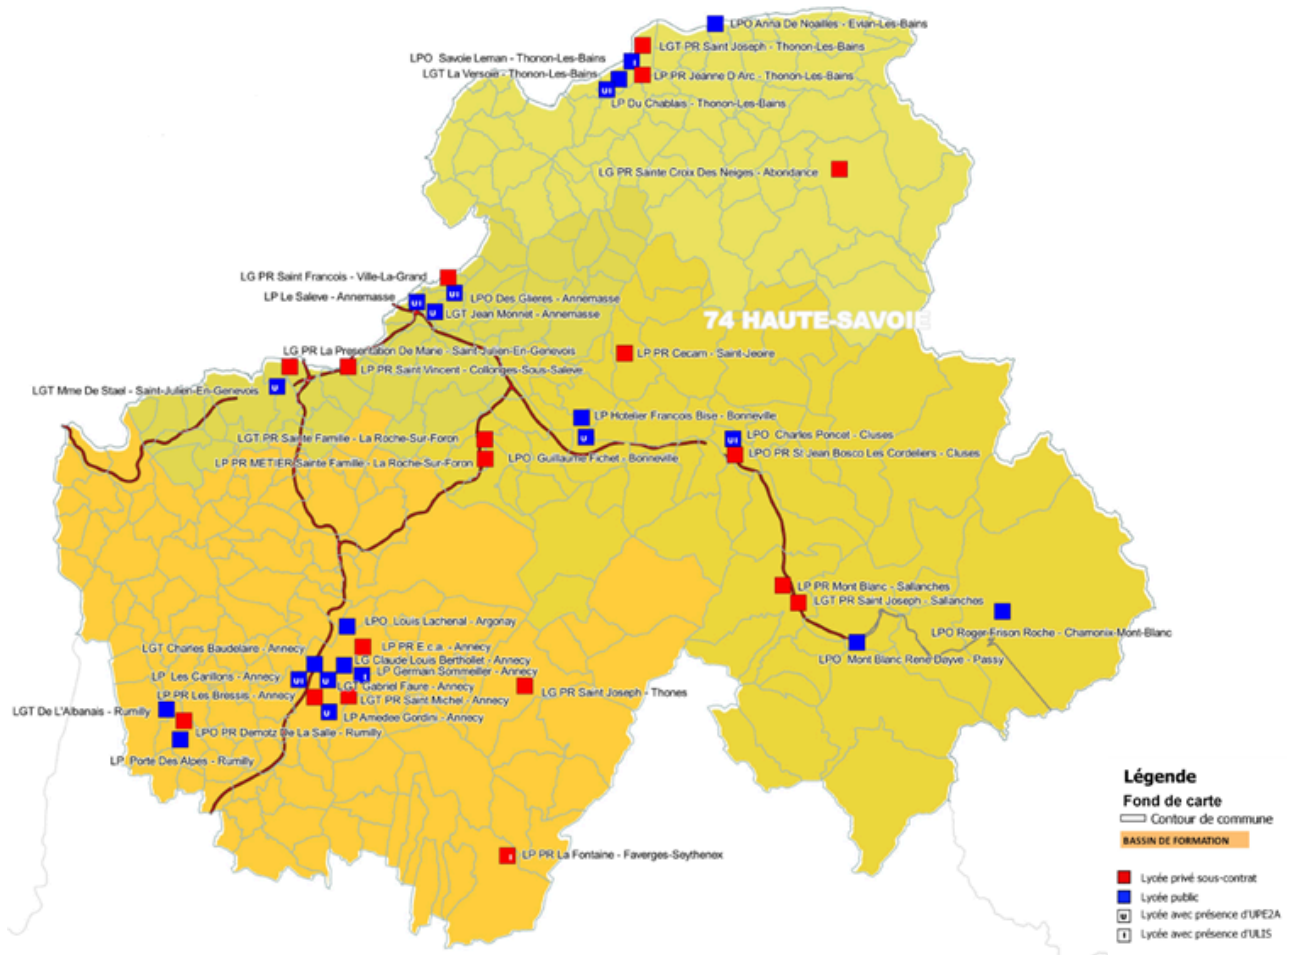 LPO Anna De Noailles - Evian-Les-Bains
LGT PR Saint Joseph - Thonon-Les-Bains
LPO Savoie Leman - Thonon-Les-Bains
LGT La Versoie - Thonon-Les-Bains
LP PR Jeanne D Arc - Thonon-Les-Bains
UI
LP Du Chablais - Thonon-Les-Bains
LG PR Sainte Croix Des Neiges - Abondance
LG PR Saint Francois - Ville-La-Grand
LP Le Saleve - Annemasse
UI
UI
LPO Des Glieres - Annemasse
U
LGT Jean Monnet - Annemasse
74 HAUTE-SAVOIE
LG PR La Presentation De Marie - Saint-Julien-En-Genevois
LP PR Cecam - Saint-Jeoire
LP PR Saint Vincent - Collonges-Sous-Saleve
LGT Mme De Stael - Saint-Julien-En-Genevois
U
LP Hotelier Francois Bise - Bonneville
LGT PR Sainte Famille - La Roche-Sur-Foron
U
UI
LPO Charles Poncet - Cluses
LPO PR St Jean Bosco Les Cordeliers - Cluses
LP PR METIER Sainte Famille - La Roche-Sur-Foron
LPO Guillaume Fichet - Bonneville
LP PR Mont Blanc - Sallanches
LGT PR Saint Joseph - Sallanches
LPO Louis Lachenal - Argonay
LPO Roger Frison Roche - Chamonix-Mont-Blanc
LGT Charles Baudelaire - Annecy
LP PR E.c.a. - Annecy
LG Claude Louis Berthollet - Annecy
LPO Mont Blanc René Dayve - Passy
LP Les Carillons - Annecy
UI
U
I
LP Germain Sommeiller - Annecy
LGT Gabriel Faure - Annecy
LP PR Les Bressis - Annecy
LGT PR Saint Michel - Annecy
LG PR Saint Joseph - Thones
LGT De L'Albanais - Rumilly
U
LP Amedee Gordini - Annecy
LPO PR Demotz De La Salle - Rumilly
LP Porte Des Alpes - Rumilly
I
LP PR La Fontaine - Faverges-Seythenex
Légende
Fond de carte
Contour de commune
BASSIN DE FORMATION
Lycée privé sous-contrat
Lycée public
U
Lycée avec présence d'UPE2A
I
Lycée avec présence d'ULIS